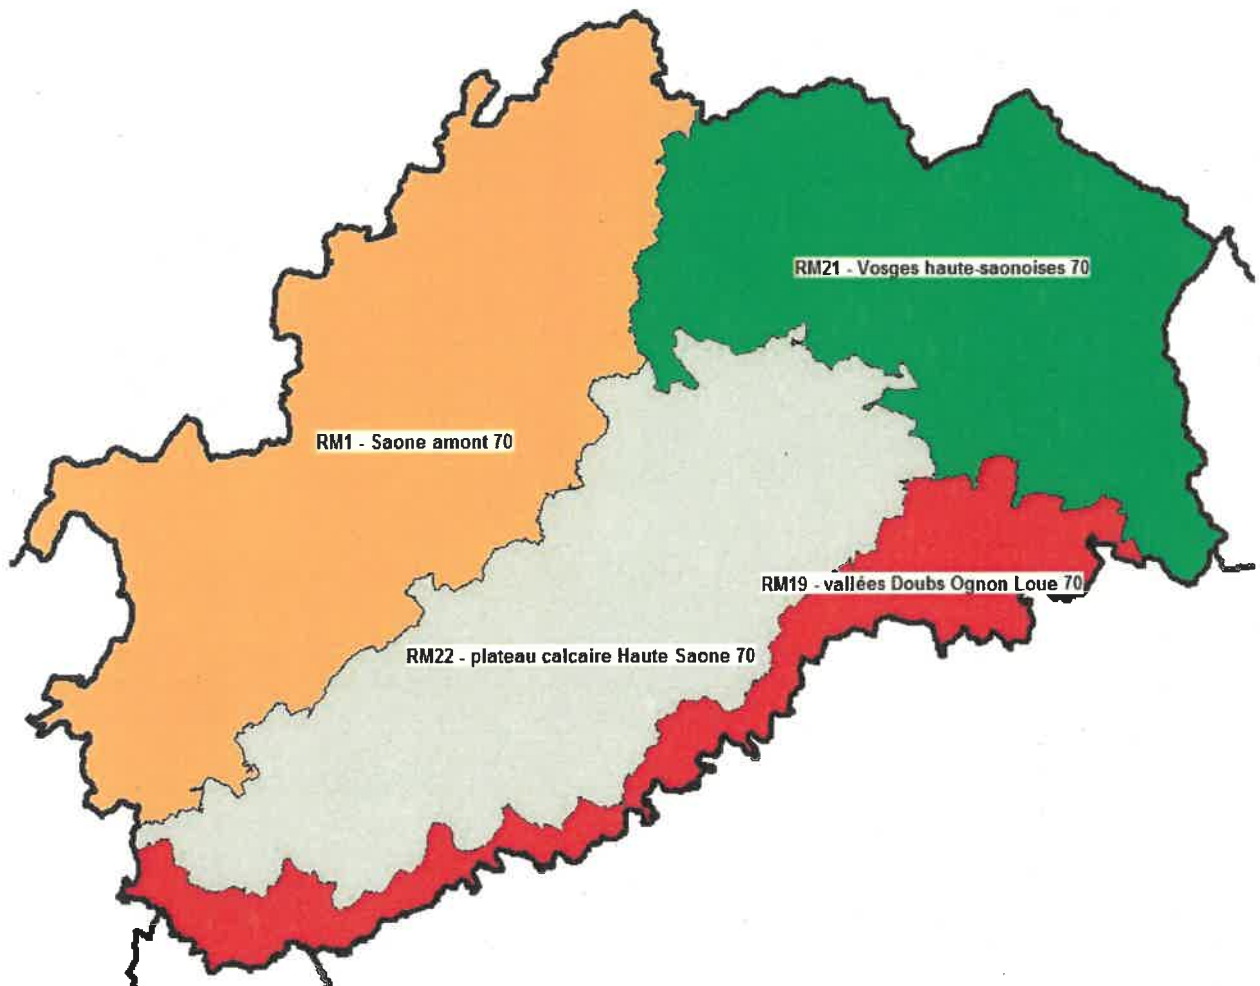 RM21 - Vosges haute-saonoises 70
RM1 - Saone amont 70
RM19 - vallées Doubs Ognon Loue 70
RM22 - plateau calcaire Haute Saone 70